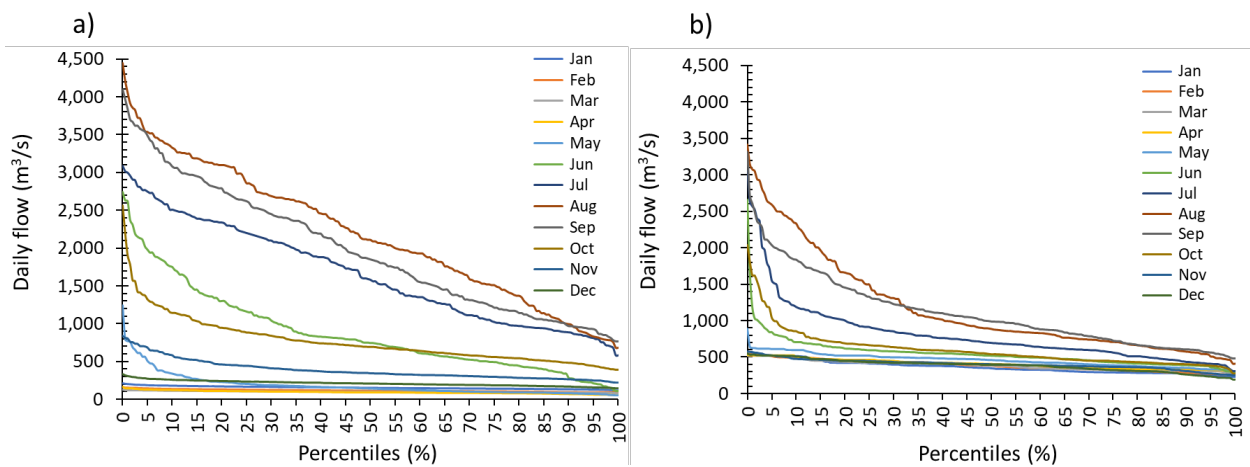 a)
4,500
4,000
3,500
3,000
2,500
2,000
1,500
1,000
500
0
Daily flow (m³/s)
0
5
10
15
20
25
30
35
40
45
50
55
60
65
70
75
80
85
90
95
100
Percentiles (%)
Jan
Feb
Mar
Apr
May
Jun
Jul
Aug
Sep
Oct
Nov
Dec
b)
4,500
4,000
3,500
3,000
2,500
2,000
1,500
1,000
500
0
Daily flow (m³/s)
0
5
10
15
20
25
30
35
40
45
50
55
60
65
70
75
80
85
90
95
100
Percentiles (%)
Jan
Feb
Mar
Apr
May
Jun
Jul
Aug
Sep
Oct
Nov
Dec